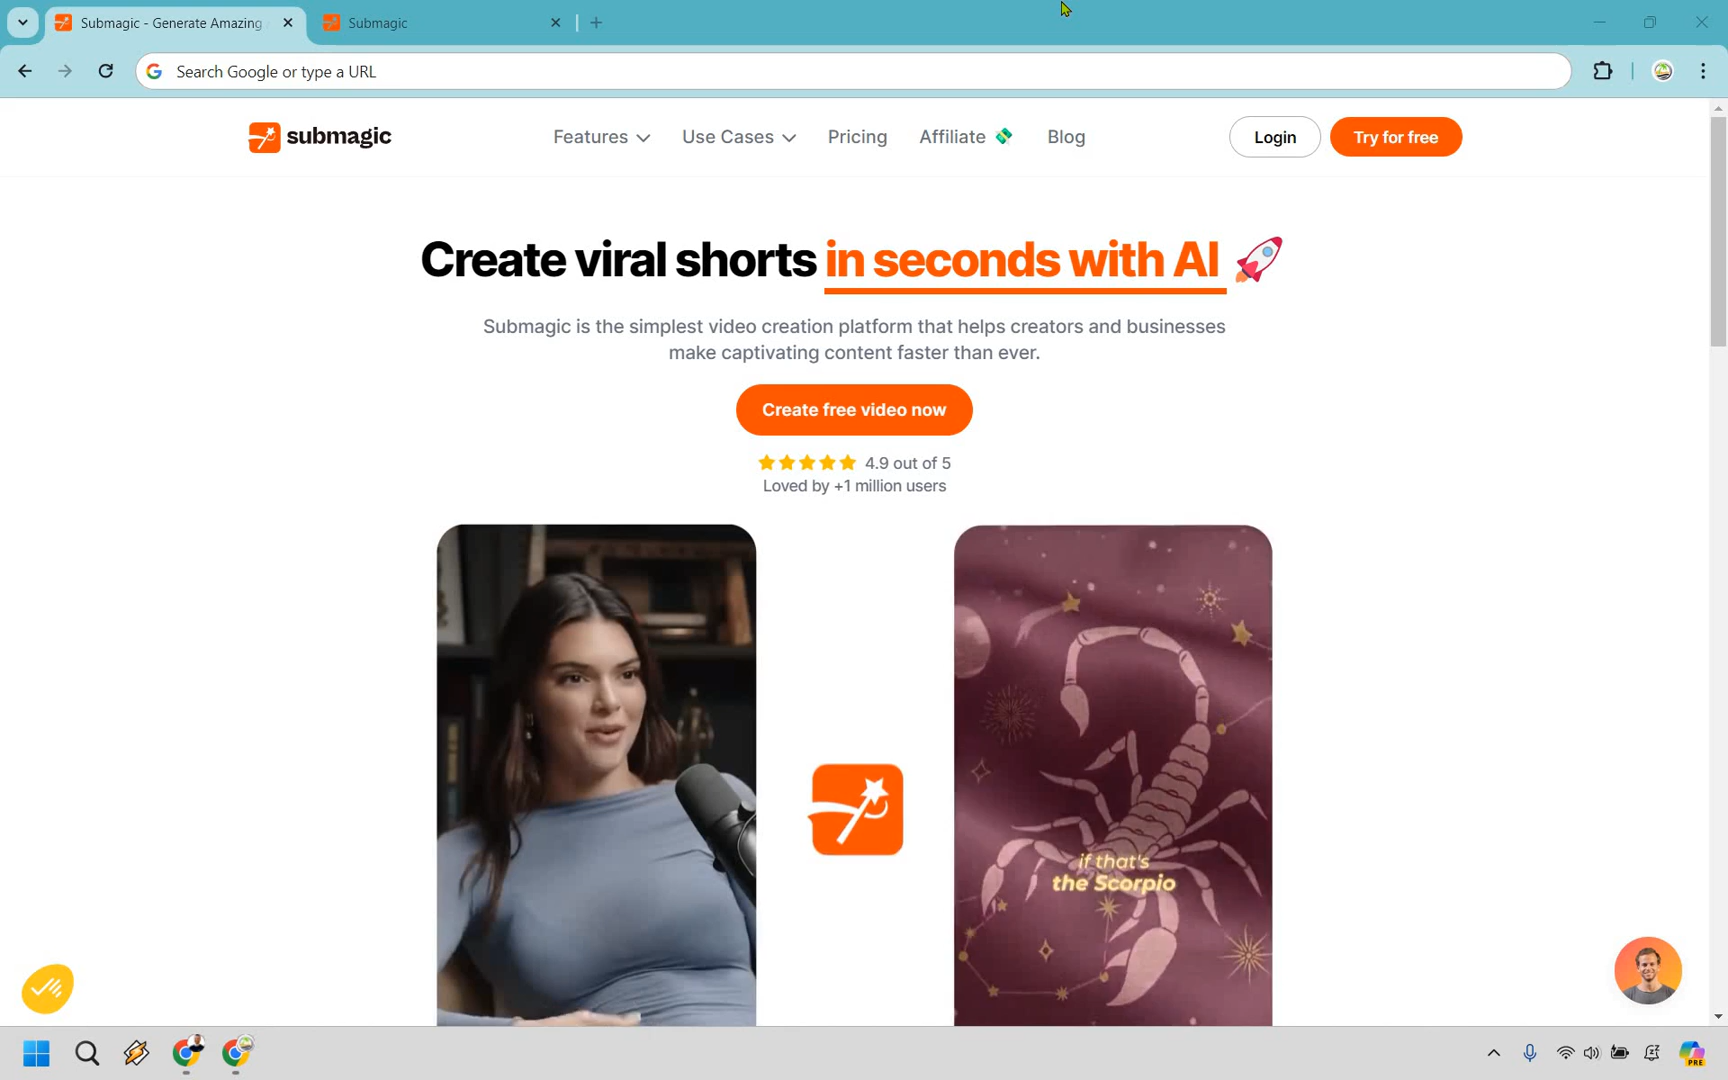 Submagic - Generate Amazing
Submagic
Search Google or type a URL
submagic
Features
Use Cases
Pricing
Affiliate
Blog
Login
Try for free
Create viral shorts in seconds with AI
Submagic is the simplest video creation platform that helps creators and businesses
make captivating content faster than ever.
Create free video now
4.9 out of 5
Loved by +1 million users
if that's
the Scorpio
PRE